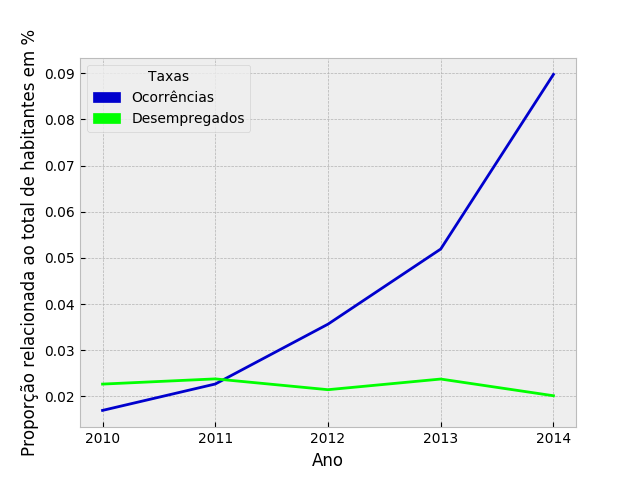 Proporção relacionada ao total de habitantes em %
0.09
0.08
0.07
0.06
0.05
0.04
0.03
0.02
Taxas
Ocorrências
Desempregados
2010 2011 2012 2013 2014
Ano